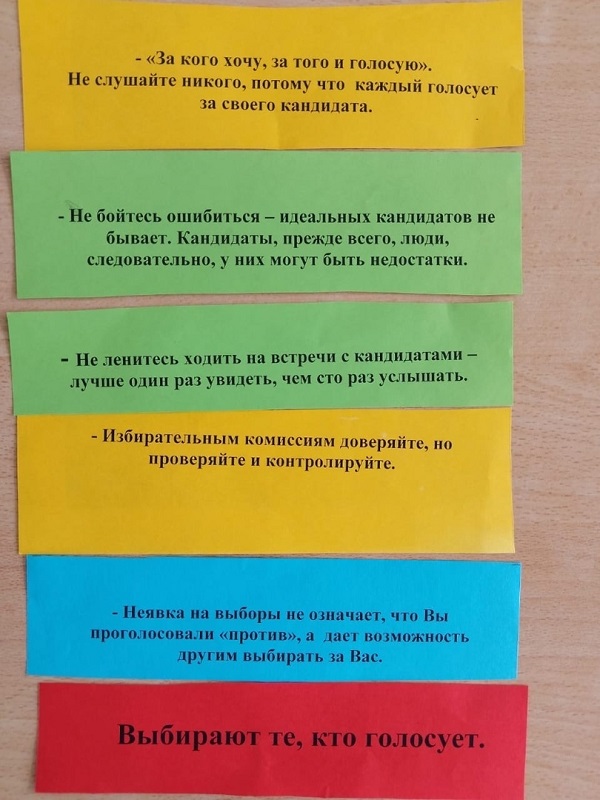 - «За кого хочу, за того и голосую».
Не слушайте никого, потому что каждый голосует
за своего кандидата.
- Не бойтесь ошибиться – идеальных кандидатов не
бывает. Кандидаты, прежде всего, люди,
следовательно, у них могут быть недостатки.
- Не ленитесь ходить на встречи с кандидатами –
лучше один раз увидеть, чем сто раз услышать.
- Избирательным комиссиям доверяйте, но
проверяйте и контролируйте.
- Неявка на выборы не означает, что Вы
проголосовали «против», а дает возможность
другим выбирать за Вас.
Выбирают те, кто голосует.